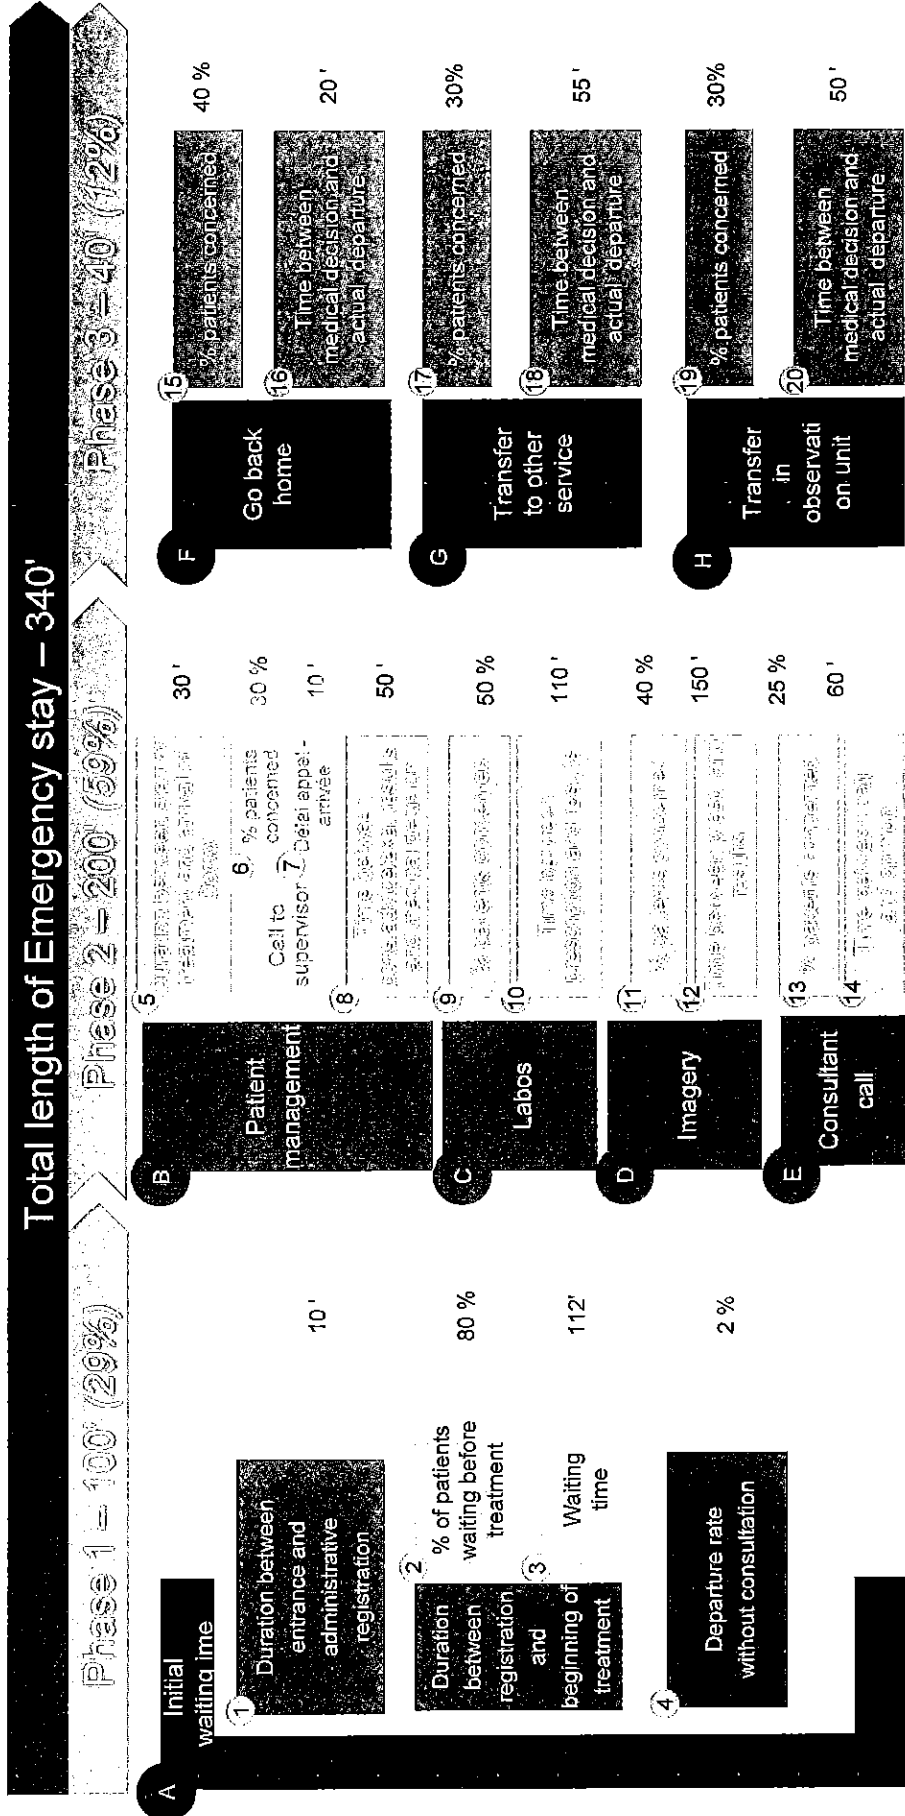 Total length of Emergency stay – 340'
Phase 1 – 100' (29%)
Phase 2 – 200' (59%)
Phase 3 – 40' (12%)
A
Initial
waiting ime
1
Duration between
entrance and
administrative
registration
10 '
Duration
between
registration
and
beginning of
treatment
2
% of patients
waiting before
treatment
80 %
3
Waiting
time
112'
4
Departure rate
without consultation
2 %
B
Patient
management
5
30 '
Call to
supervisor
6
% patients
concerned
30 %
7
Délai appel -
arrivée
10 '
8
50 '
C
Labos
9
% patients concerned
50 %
10
110 '
D
Imagery
11
% patients concerned
40 %
12
150 '
E
Consultant
call
13
% patients concerned
25 %
14
60 '
F
Go back
home
15
% patients concerned
40 %
16
Time between
medical decision and
actual departure
20 '
G
Transfer
to other
service
17
% patients concerned
30%
18
Time between
medical decision and
actual departure
55 '
H
Transfer
in
observati
on unit
19
% patients concerned
30%
20
Time between
medical decision and
actual departure
50 '